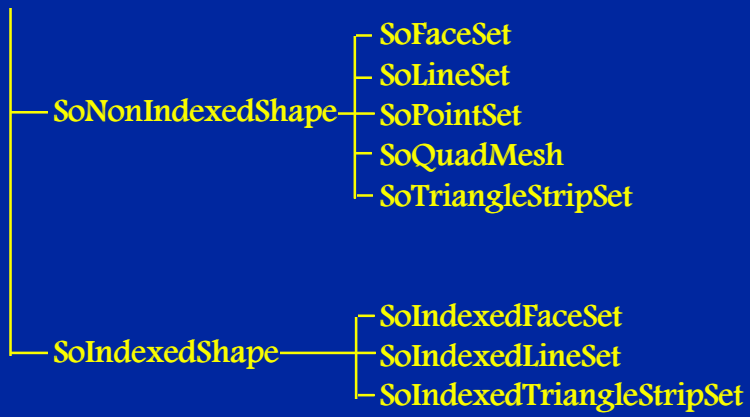 SoFaceSet
SoLineSet
SoNonIndexedShape
SoPointSet
SoQuadMesh
SoTriangleStripSet
SoIndexedFaceSet
SoIndexedShape
SoIndexedLineSet
SoIndexedTriangleStripSet